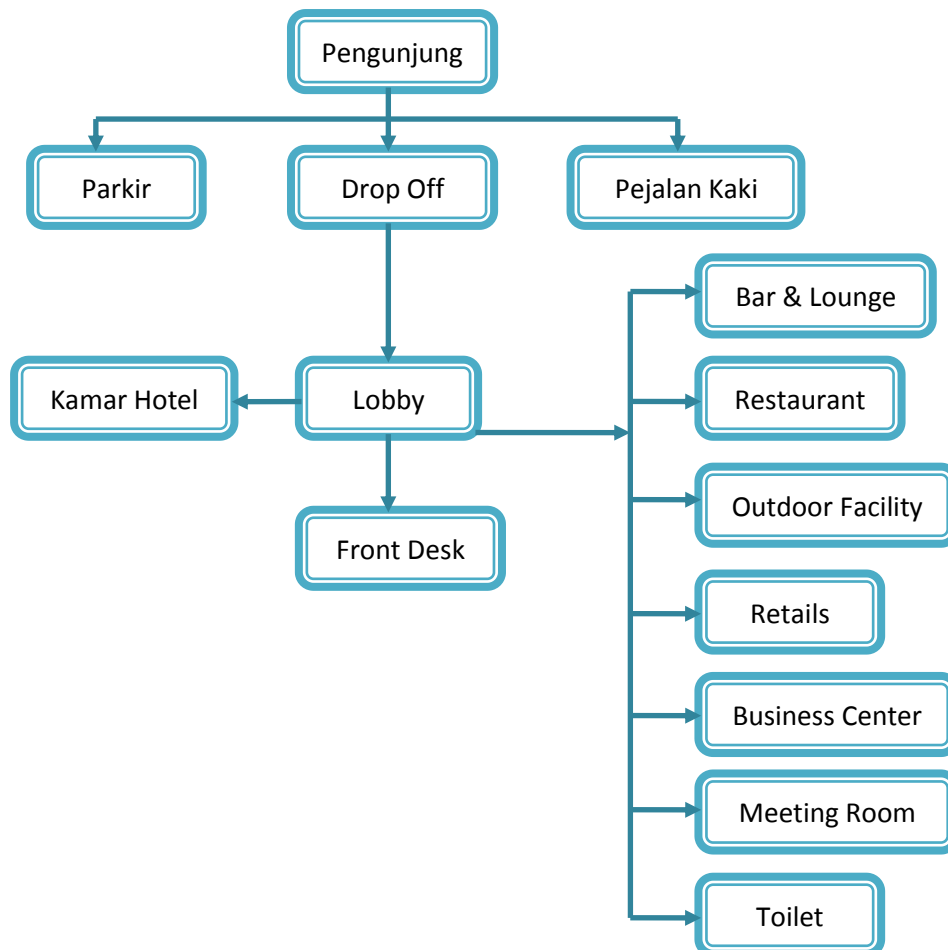 Pengunjung
Parkir
Drop Off
Pejalan Kaki
Bar & Lounge
Kamar Hotel
Lobby
Restaurant
Outdoor Facility
Front Desk
Retails
Business Center
Meeting Room
Toilet